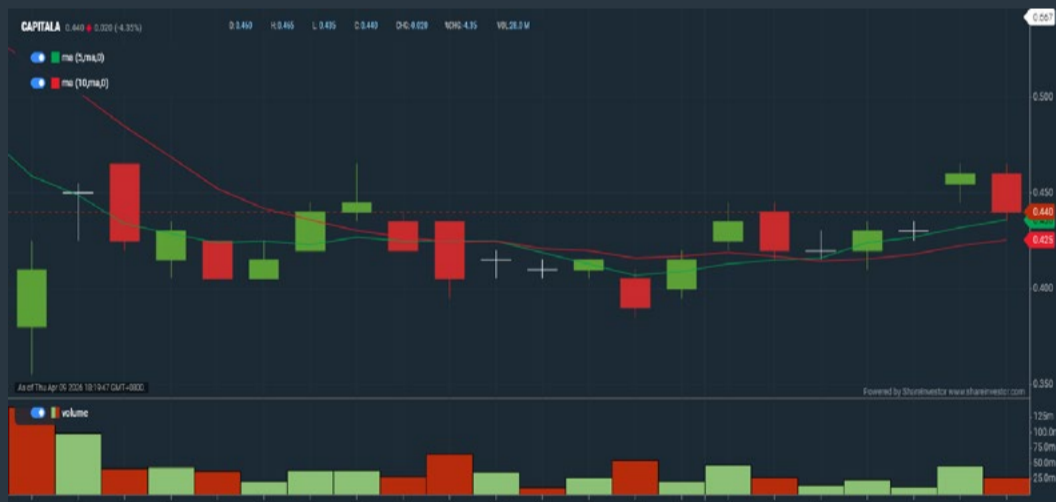 CAPITALA 0.440 0.020 (-4.35%) O:0.460 H:0.465 L:0.435 C:0.440 CHG:-0.020 %CHG:-4.35 VOL:28.0 M
ma (5,ma,0)
ma (10,ma,0)
0.667
0.500
0.450
0.440
0.425
0.400
0.350
As of Thu Apr 09 2026 18:19:47 GMT+0800
Powered by ShareInvestor www.shareinvestor.com
volume
125m
100.0m
75.0m
50.0m
25.0m